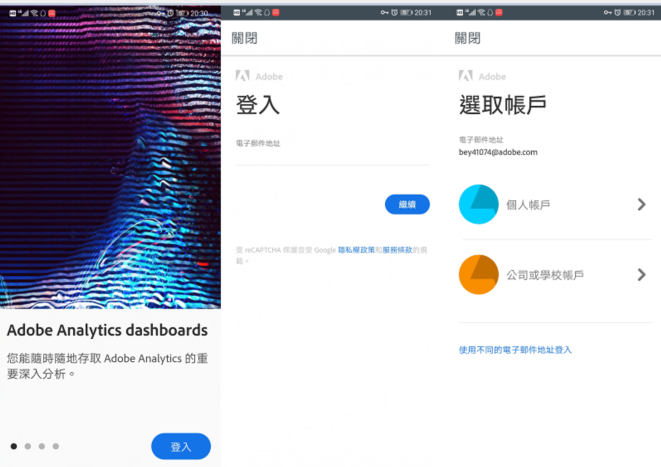 20:30
Adobe Analytics dashboards
您能隨時隨地存取 Adobe Analytics 的重
要深入分析。
登入
20:31
關閉
Adobe
登入
電子郵件地址
繼續
受 reCAPTCHA 保護並受 Google 隱私權政策和服務條款的規
範。
20:31
關閉
Adobe
選取帳戶
電子郵件地址
bey41074@adobe.com
個人帳戶
公司或學校帳戶
使用不同的電子郵件地址登入